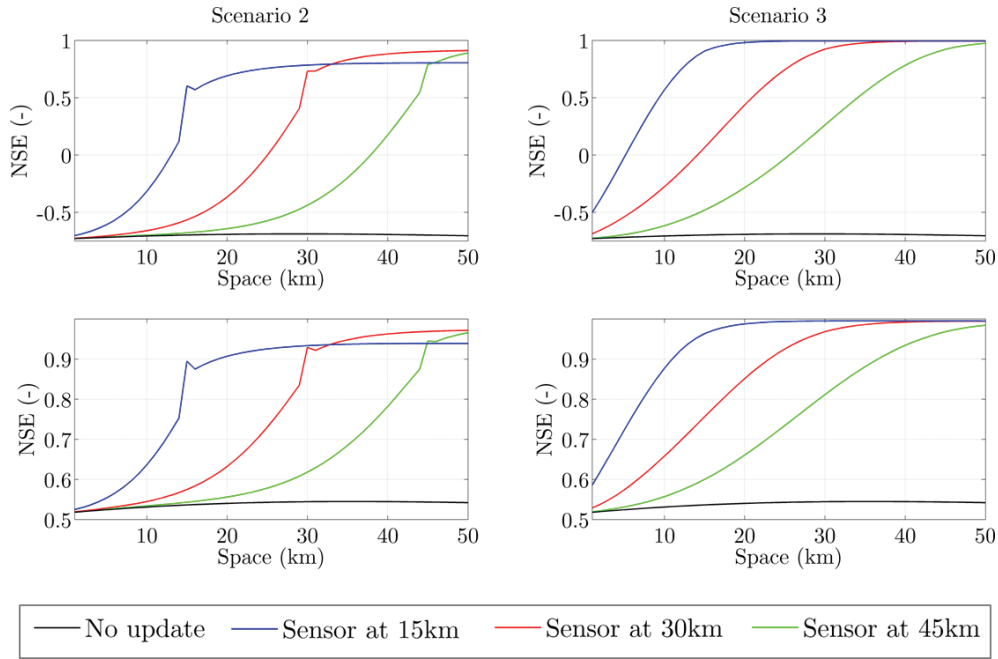 Scenario 2
Scenario 3
1
0.5
0
-0.5
NSE (-)
10
20
30
40
50
Space (km)
1
0.5
0
-0.5
NSE (-)
10
20
30
40
50
Space (km)
0.9
0.8
0.7
0.6
0.5
NSE (-)
10
20
30
40
50
Space (km)
0.9
0.8
0.7
0.6
0.5
NSE (-)
10
20
30
40
50
Space (km)
No update
Sensor at 15km
Sensor at 30km
Sensor at 45km